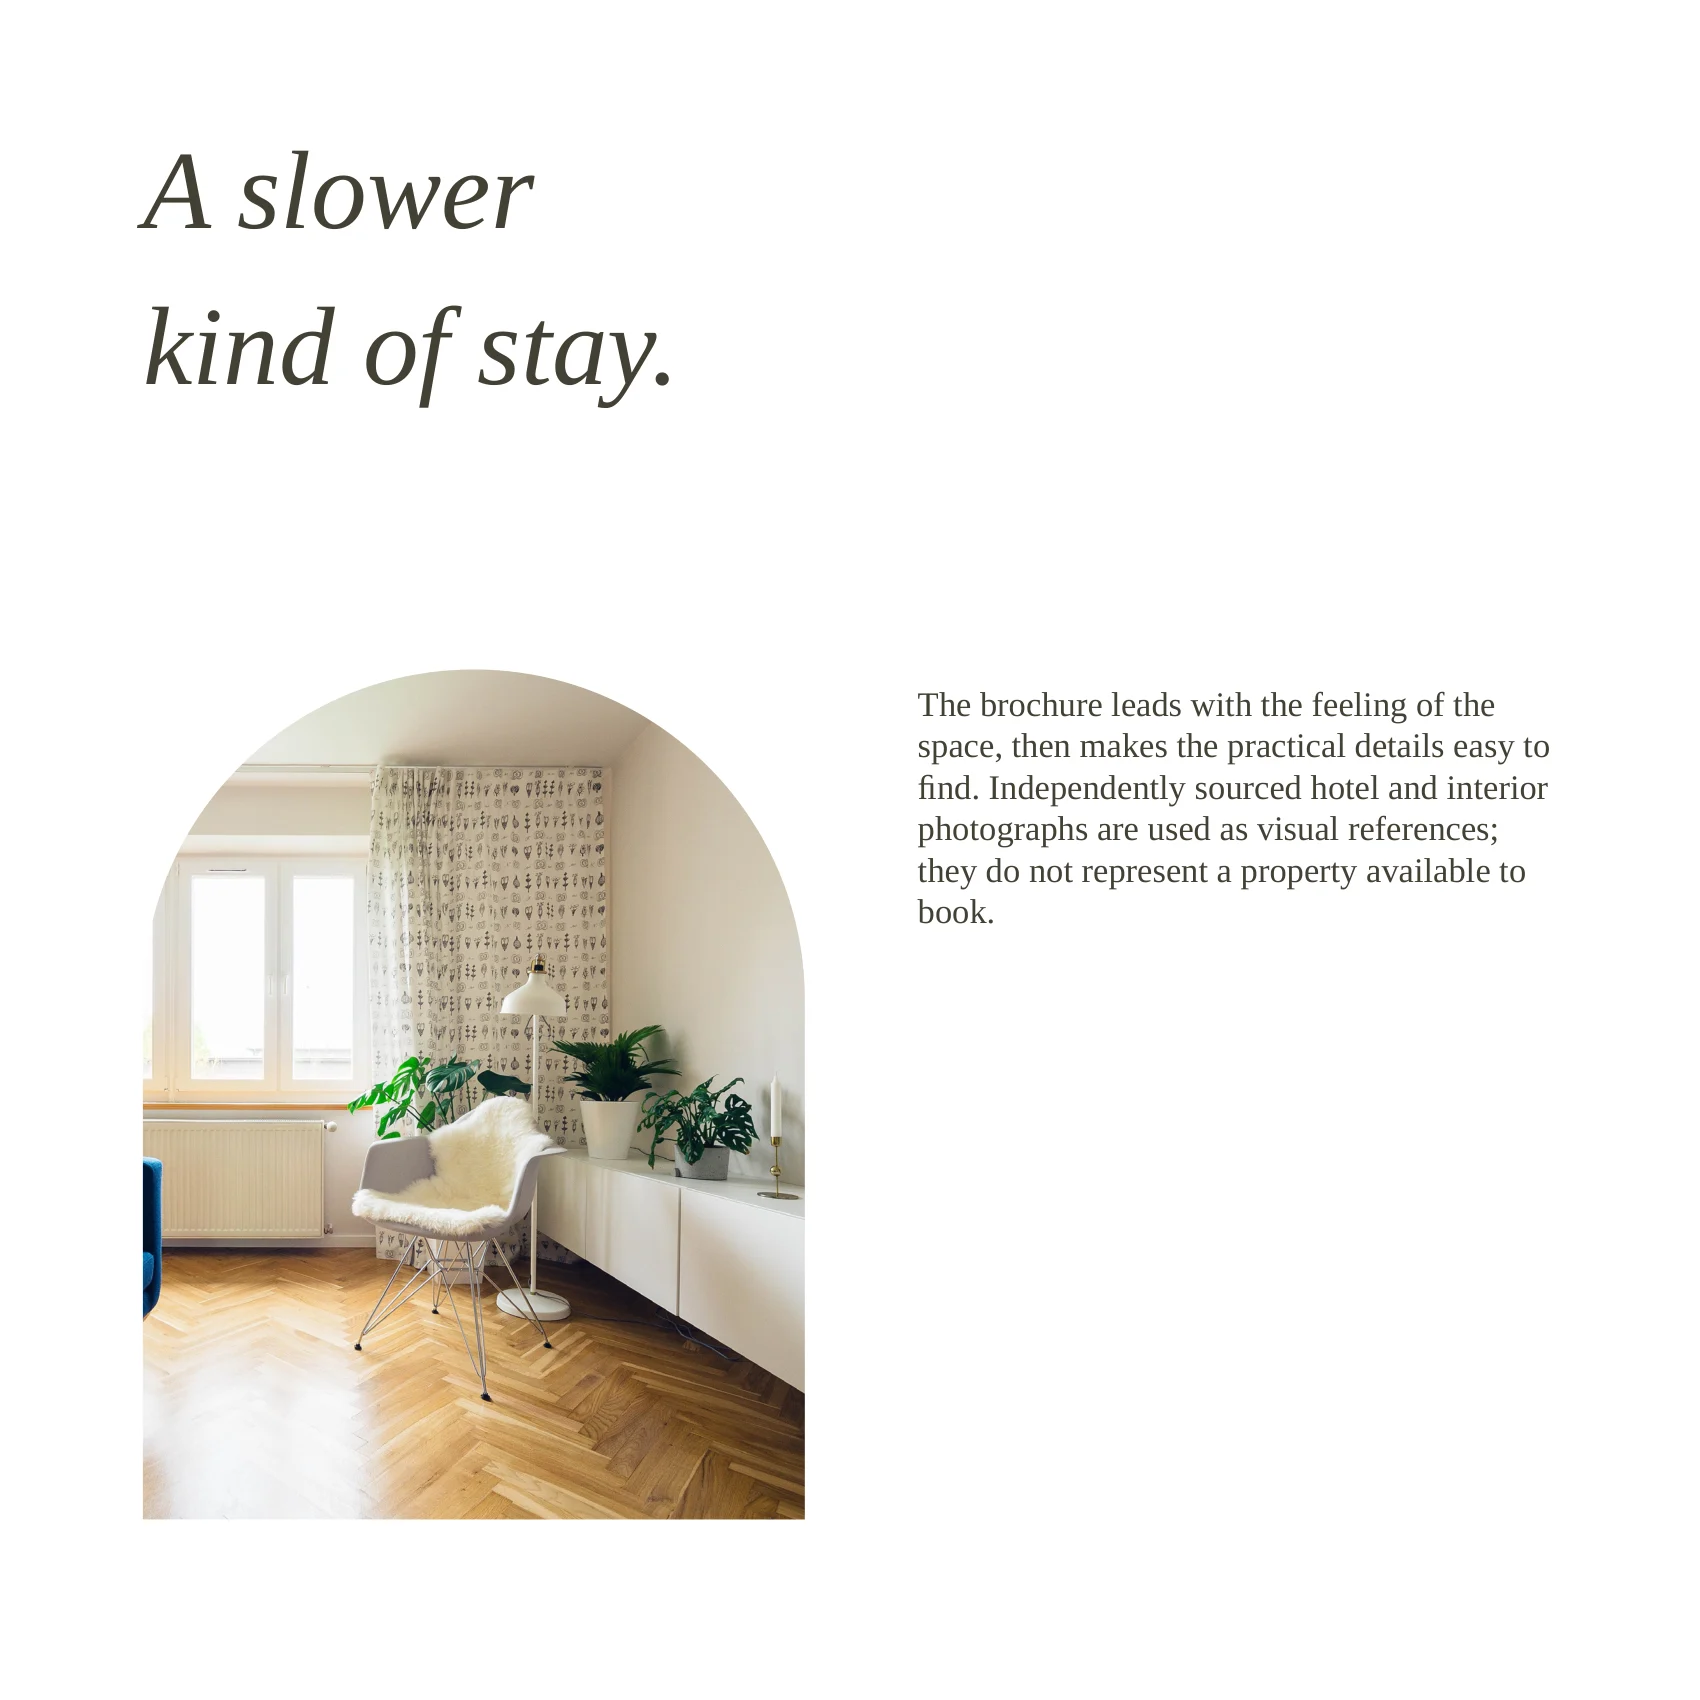 A slower
kind of stay.
The brochure leads with the feeling of the
space, then makes the practical details easy to
find. Independently sourced hotel and interior
photographs are used as visual references;
they do not represent a property available to
book.